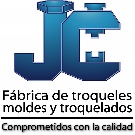 JC
Fábrica de troqueles
moldes y troquelados
Comprometidos con la calidad